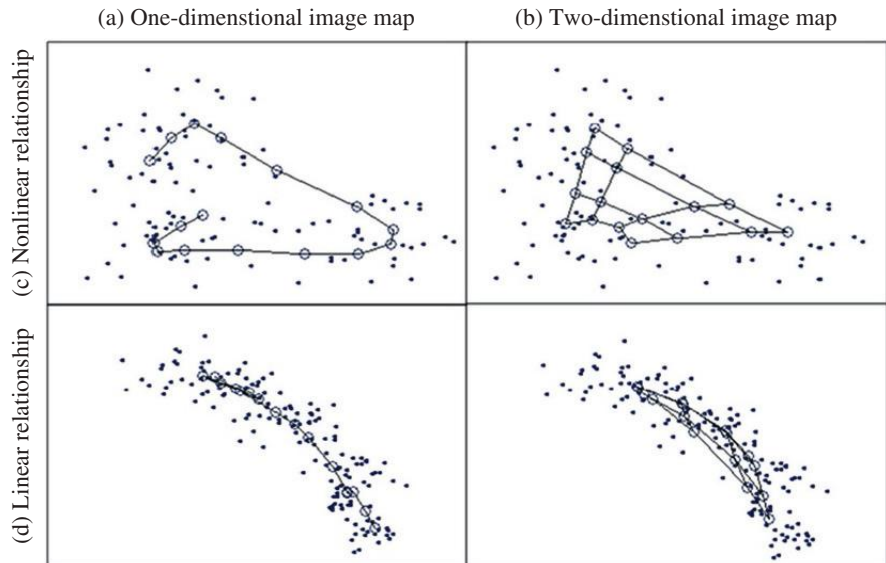 (a) One-dimenstional image map
(b) Two-dimenstional image map
(c) Nonlinear relationship
(d) Linear relationship